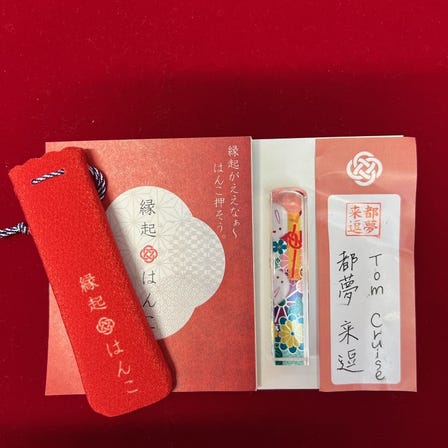 縁起がええなぁ〜
はんこ押そう。
縁起
はんこ
縁起
はんこ
都夢
来逗
Tom Cruise
都夢 来逗